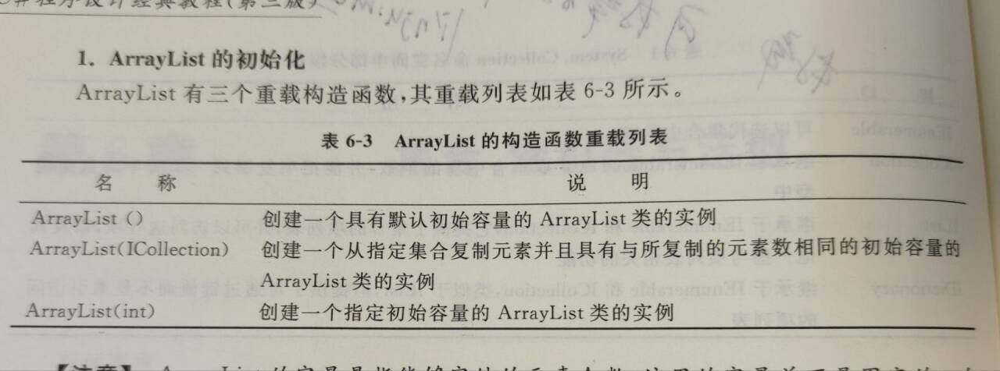 程序设计经典教程(第三版)
1. ArrayList 的初始化
ArrayList 有三个重载构造函数,其重载列表如表 6-3 所示。
表 6-3 ArrayList 的构造函数重载列表
名 称 说 明
ArrayList () 创建一个具有默认初始容量的 ArrayList 类的实例
ArrayList(ICollection) 创建一个从指定集合复制元素并且具有与所复制的元素数相同的初始容量的
ArrayList 类的实例
ArrayList(int) 创建一个指定初始容量的 ArrayList 类的实例
【注意】